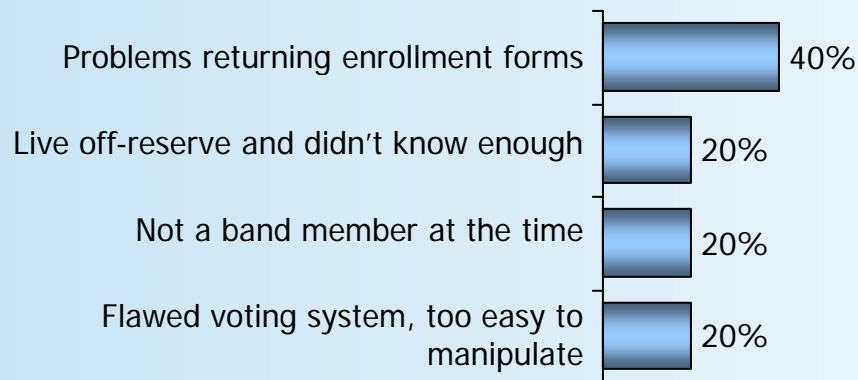 Problems returning enrollment forms 40%
Live off-reserve and didn't know enough 20%
Not a band member at the time 20%
Flawed voting system, too easy to
manipulate 20%